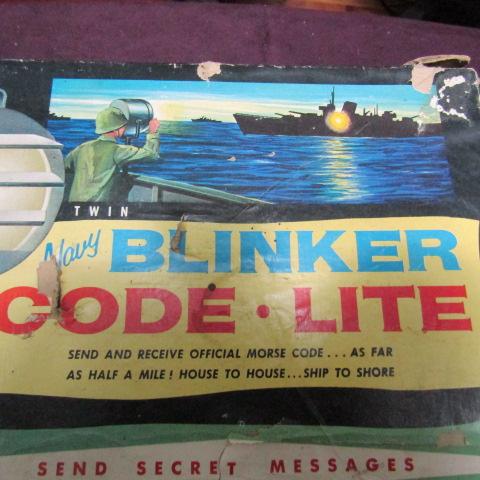 TWIN
Navy BLINKER
CODE · LITE
SEND AND RECEIVE OFFICIAL MORSE CODE... AS FAR
AS HALF A MILE! HOUSE TO HOUSE...SHIP TO SHORE
SEND SECRET MESSAGES